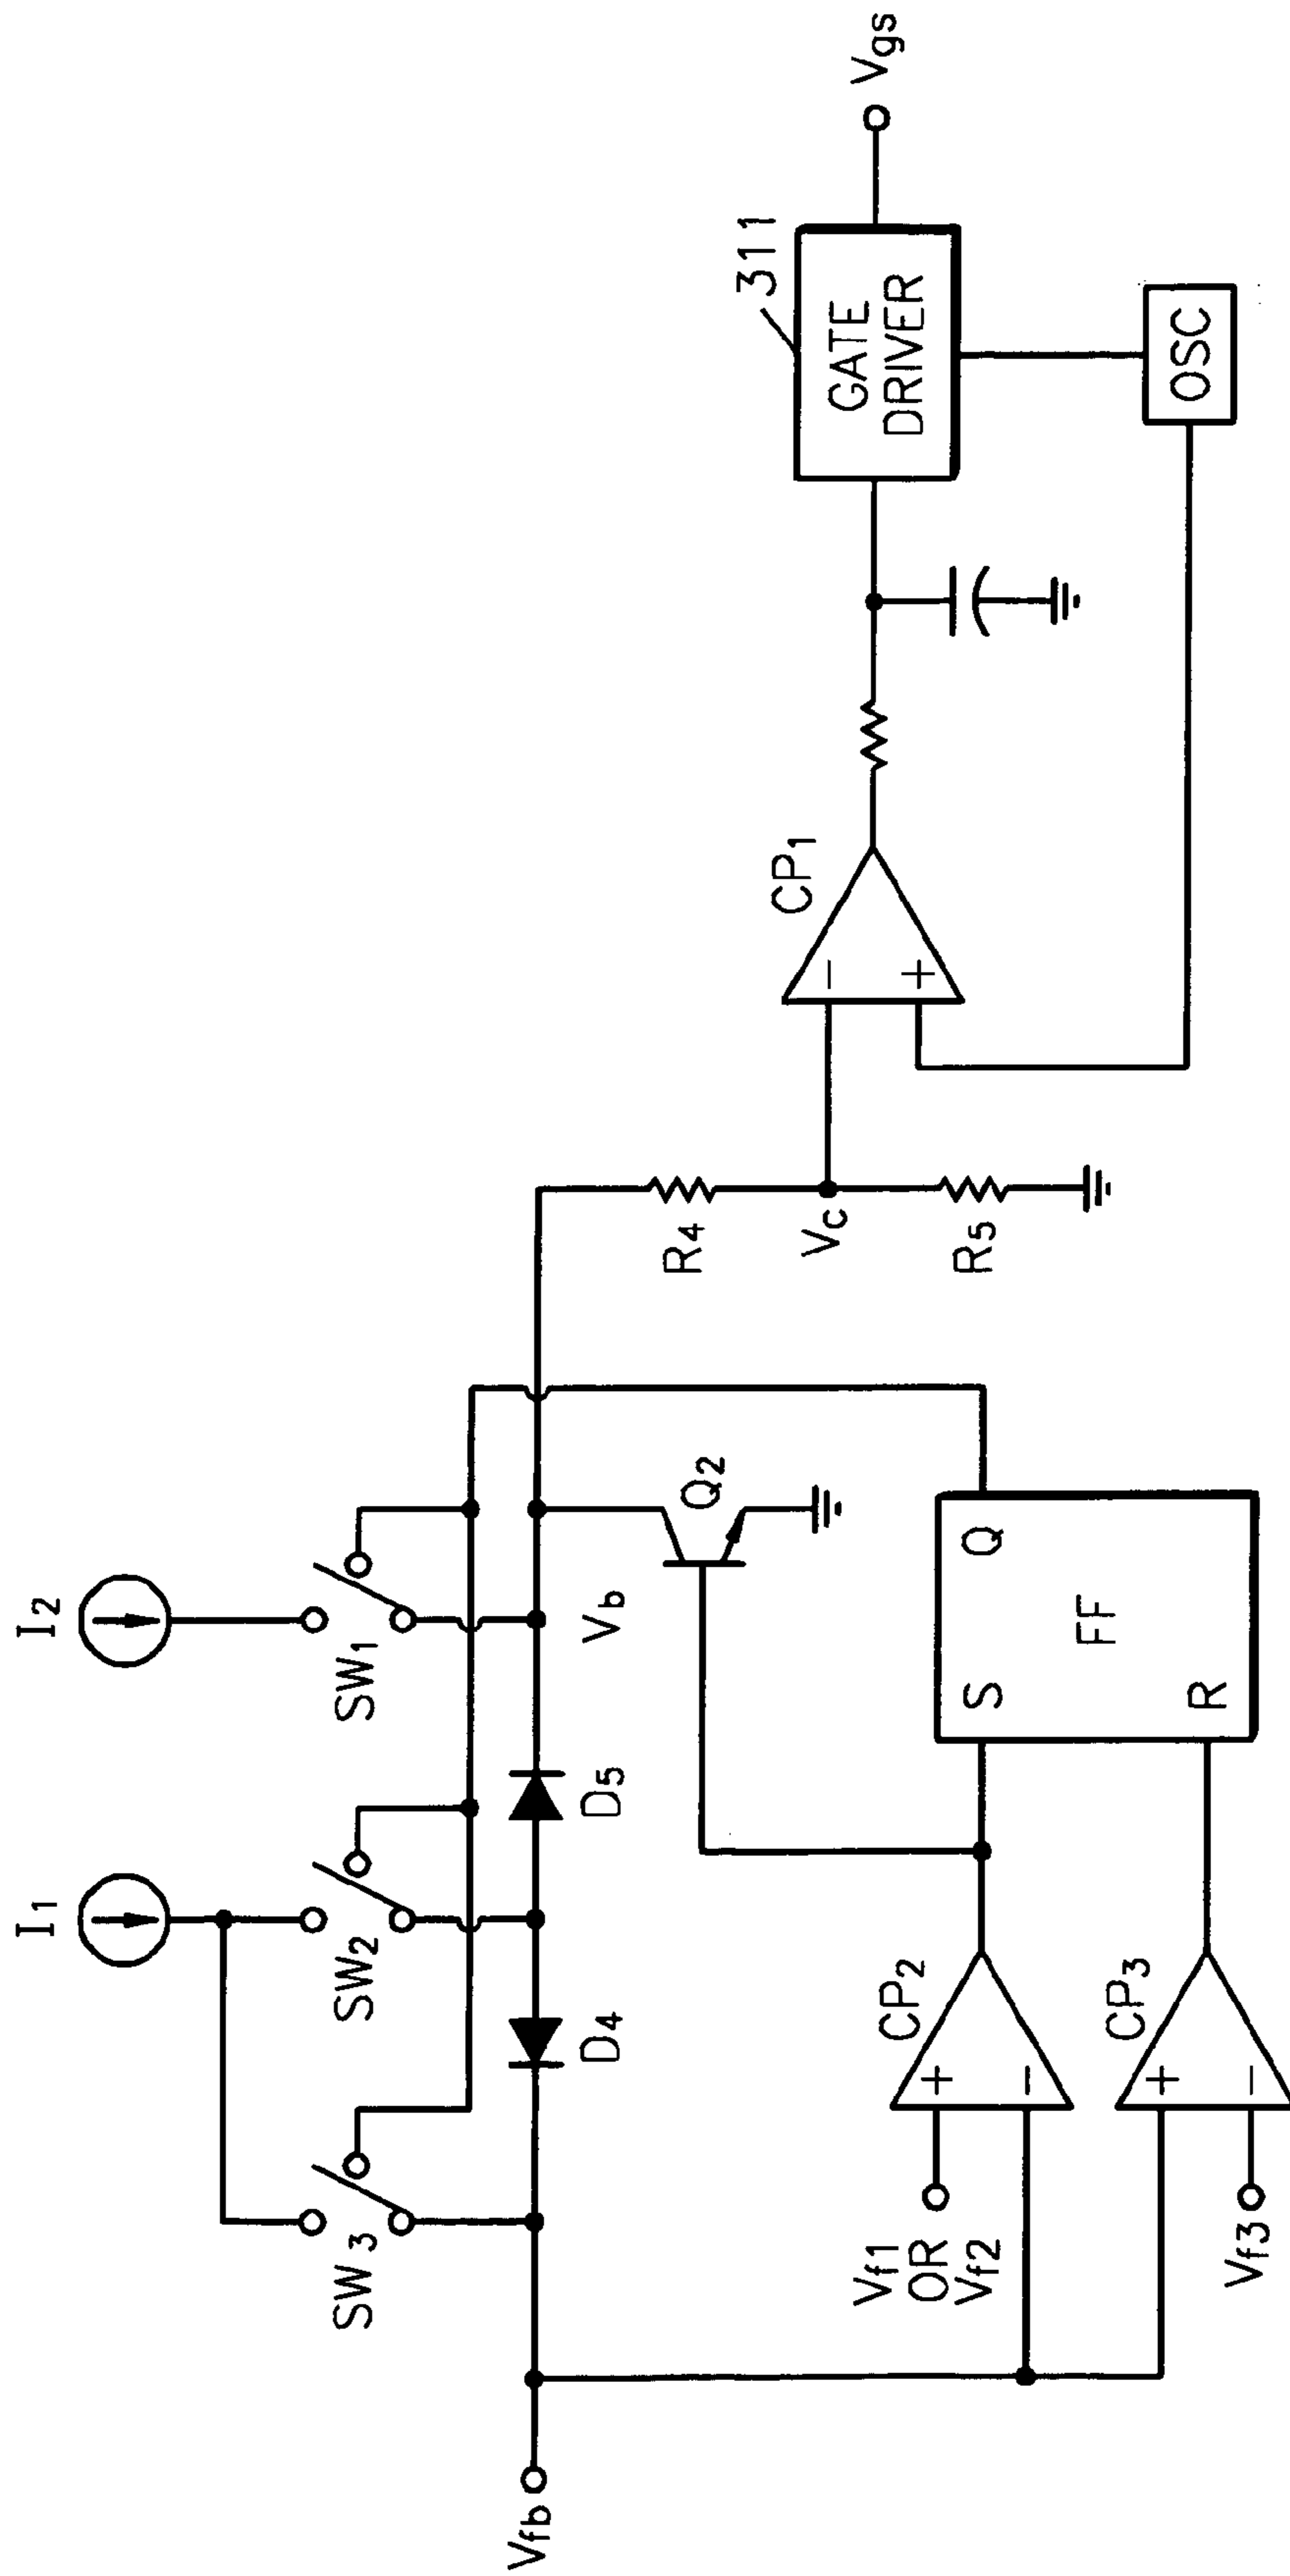 I1
I2
SW3
SW2
SW1
Vfb
D4
D5
Vb
Q2
R4
Vc
R5
Vf1
OR
Vf2
+
-
CP2
Vf3
+
-
CP3
S
Q
FF
R
-
+
CP1
311
GATE
DRIVER
Vgs
OSC